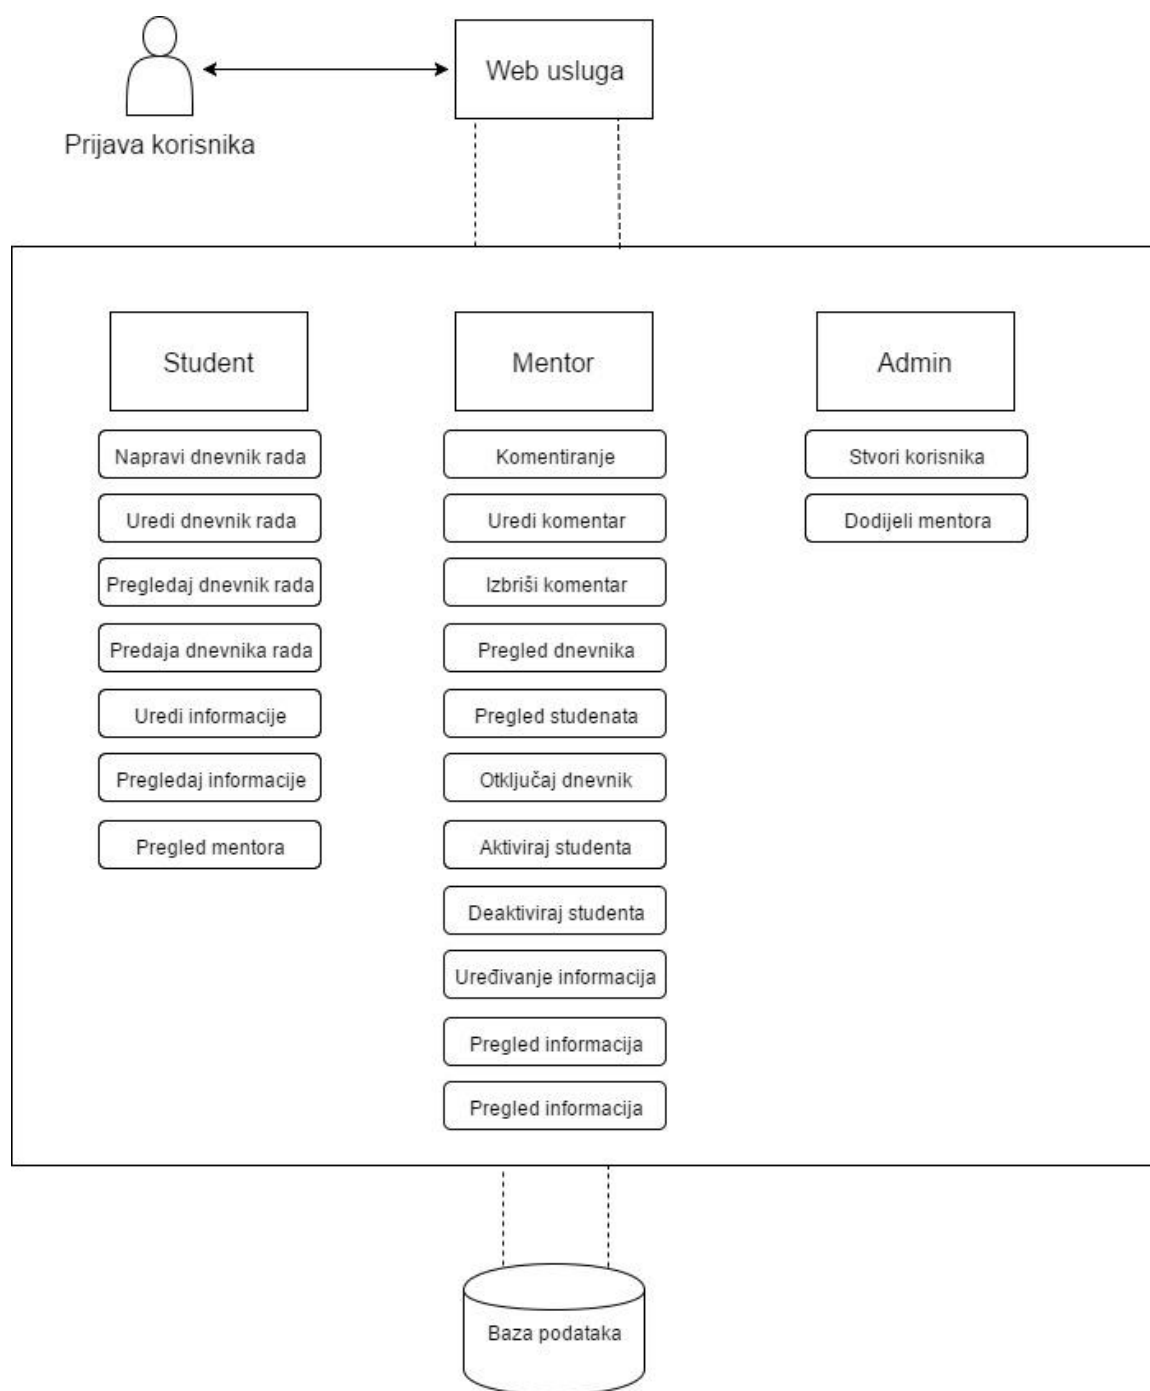 Web usluga
Prijava korisnika
Student
Napravi dnevnik rada
Uredi dnevnik rada
Pregledaj dnevnik rada
Predaja dnevnika rada
Uredi informacije
Pregledaj informacije
Pregled mentora
Mentor
Komentiranje
Uredi komentar
Izbriši komentar
Pregled dnevnika
Pregled studenata
Otključaj dnevnik
Aktiviraj studenta
Deaktiviraj studenta
Uređivanje informacija
Pregled informacija
Pregled informacija
Admin
Stvori korisnika
Dodijeli mentora
Baza podataka